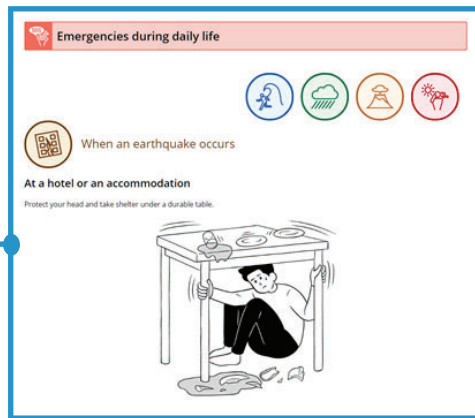 Emergencies during daily life
When an earthquake occurs
At a hotel or an accommodation
Protect your head and take shelter under a durable table.